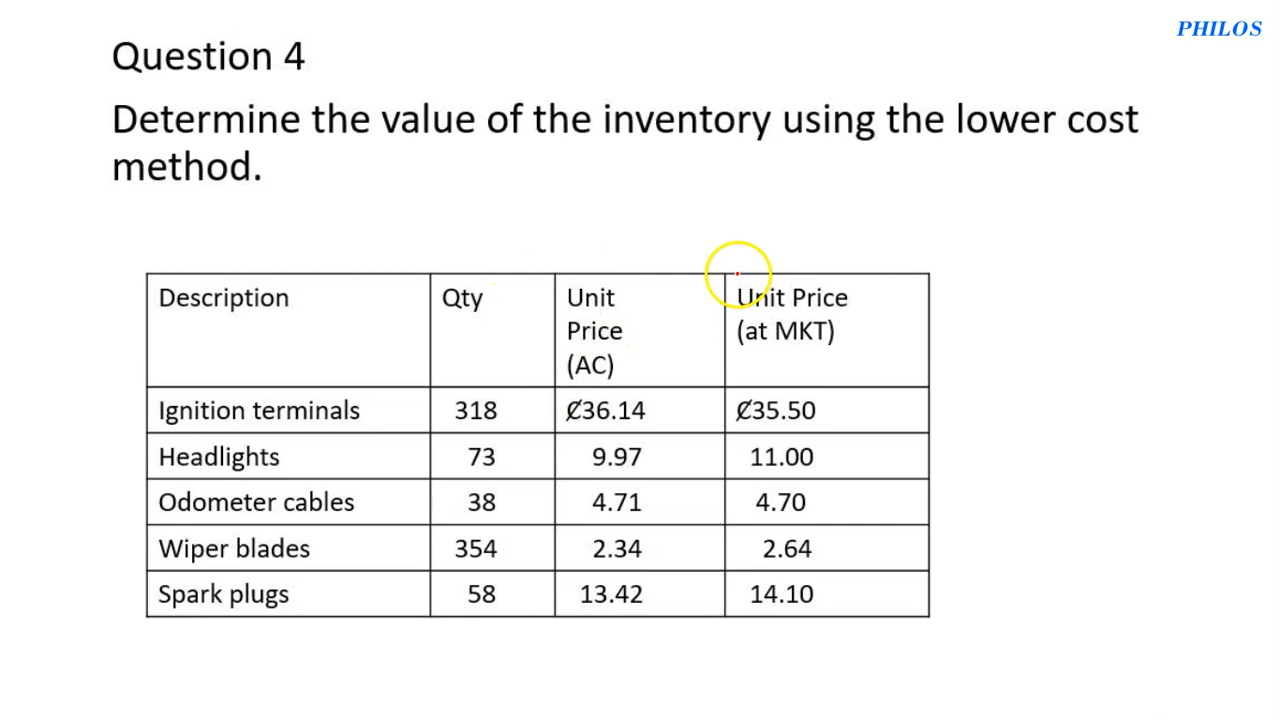 PHILOS
Question 4
Determine the value of the inventory using the lower cost
method.
Description Qty Unit Price (AC) Unit Price (at MKT)
Ignition terminals 318 ₡36.14 ₡35.50
Headlights 73 9.97 11.00
Odometer cables 38 4.71 4.70
Wiper blades 354 2.34 2.64
Spark plugs 58 13.42 14.10